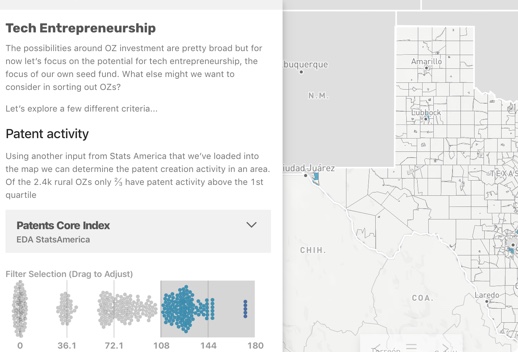 Tech Entrepreneurship
The possibilities around OZ investment are pretty broad but for
now let's focus on the potential for tech entrepreneurship, the
focus of our own seed fund. What else might we want to
consider in sorting out OZs?
Let's explore a few different criteria...
Patent activity
Using another input from Stats America that we've loaded into
the map we can determine the patent creation activity in an area.
Of the 2.4k rural OZs only ⅔ have patent activity above the 1st
quartile
Patents Core Index
EDA StatsAmerica
Filter Selection (Drag to Adjust)
0 36.1 72.1 108 144 180
buquerque
N.M.
Amarillo
Lubbock
TEXAS
iudad Juárez
CHIH.
COA.
Laredo